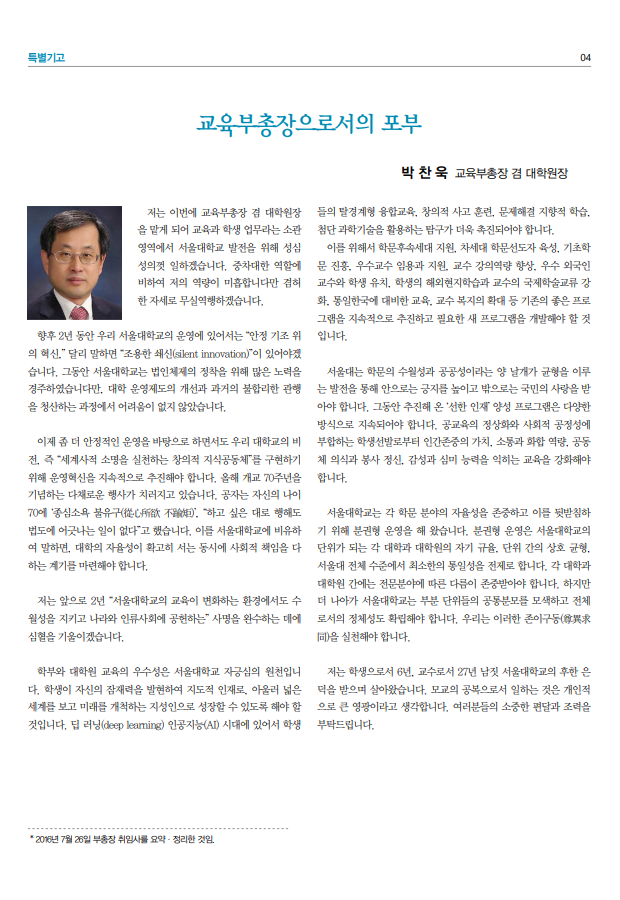 특별기고
04
교육부총장으로서의 포부
박 찬 욱 교육부총장 겸 대학원장
저는 이번에 교육부총장 겸 대학원장
을 맡게 되어 교육과 학생 업무라는 소관
영역에서 서울대학교 발전을 위해 성심
성의껏 일하겠습니다. 중차대한 역할에
비하여 저의 역량이 미흡합니다만 겸허
한 자세로 무실역행하겠습니다.
향후 2년 동안 우리 서울대학교의 운영에 있어서는 “안정 기조 위
의 혁신,” 달리 말하면 “조용한 쇄신(silent innovation)”이 있어야겠
습니다. 그동안 서울대학교는 법인체제의 정착을 위해 많은 노력을
경주하였습니다만, 대학 운영제도의 개선과 과거의 불합리한 관행
을 청산하는 과정에서 어려움이 없지 않았습니다.
이제 좀 더 안정적인 운영을 바탕으로 하면서도 우리 대학교의 비
전, 즉 “세계사적 소명을 실천하는 창의적 지식공동체”를 구현하기
위해 운영혁신을 지속적으로 추진해야 합니다. 올해 개교 70주년을
기념하는 다채로운 행사가 치러지고 있습니다. 공자는 자신의 나이
70에 ‘종심소욕 불유구(從心所欲 不踰矩)’, “하고 싶은 대로 행해도
법도에 어긋나는 일이 없다”고 했습니다. 이를 서울대학교에 비유하
여 말하면, 대학의 자율성이 확고히 서는 동시에 사회적 책임을 다
하는 계기를 마련해야 합니다.
저는 앞으로 2년 “서울대학교의 교육이 변화하는 환경에서도 수
월성을 지키고 나라와 인류사회에 공헌하는” 사명을 완수하는 데에
심혈을 기울이겠습니다.
학부와 대학원 교육의 우수성은 서울대학교 자긍심의 원천입니
다. 학생이 자신의 잠재력을 발현하여 지도적 인재로, 아울러 넓은
세계를 보고 미래를 개척하는 지성인으로 성장할 수 있도록 해야 할
것입니다. 딥 러닝(deep learning) 인공지능(AI) 시대에 있어서 학생
들의 탈경계형 융합교육, 창의적 사고 훈련, 문제해결 지향적 학습,
첨단 과학기술을 활용하는 탐구가 더욱 촉진되어야 합니다.
이를 위해서 학문후속세대 지원, 차세대 학문선도자 육성, 기초학
문 진흥, 우수교수 임용과 지원, 교수 강의역량 향상, 우수 외국인
교수와 학생 유치, 학생의 해외현지학습과 교수의 국제학술교류 강
화, 통일한국에 대비한 교육, 교수 복지의 확대 등 기존의 좋은 프로
그램을 지속적으로 추진하고 필요한 새 프로그램을 개발해야 할 것
입니다.
서울대는 학문의 수월성과 공공성이라는 양 날개가 균형을 이루
는 발전을 통해 안으로는 긍지를 높이고 밖으로는 국민의 사랑을 받
아야 합니다. 그동안 추진해 온 ‘선한 인재’ 양성 프로그램은 다양한
방식으로 지속되어야 합니다. 공교육의 정상화와 사회적 공정성에
부합하는 학생선발로부터 인간존중의 가치, 소통과 화합 역량, 공동
체 의식과 봉사 정신, 감성과 심미 능력을 익히는 교육을 강화해야
합니다.
서울대학교는 각 학문 분야의 자율성을 존중하고 이를 뒷받침하
기 위해 분권형 운영을 해 왔습니다. 분권형 운영은 서울대학교의
단위가 되는 각 대학과 대학원의 자기 규율, 단위 간의 상호 균형,
서울대 전체 수준에서 최소한의 통일성을 전제로 합니다. 각 대학과
대학원 간에는 전문분야에 따른 다름이 존중받아야 합니다. 하지만
더 나아가 서울대학교는 부분 단위들의 공통분모를 모색하고 전체
로서의 정체성도 확립해야 합니다. 우리는 이러한 존이구동(尊異求
同)을 실천해야 합니다.
저는 학생으로서 6년, 교수로서 27년 남짓 서울대학교의 후한 은
덕을 받으며 살아왔습니다. 모교의 공복으로서 일하는 것은 개인적
으로 큰 영광이라고 생각합니다. 여러분들의 소중한 편달과 조력을
부탁드립니다.
* 2016년 7월 26일 부총장 취임사를 요약 · 정리한 것임.